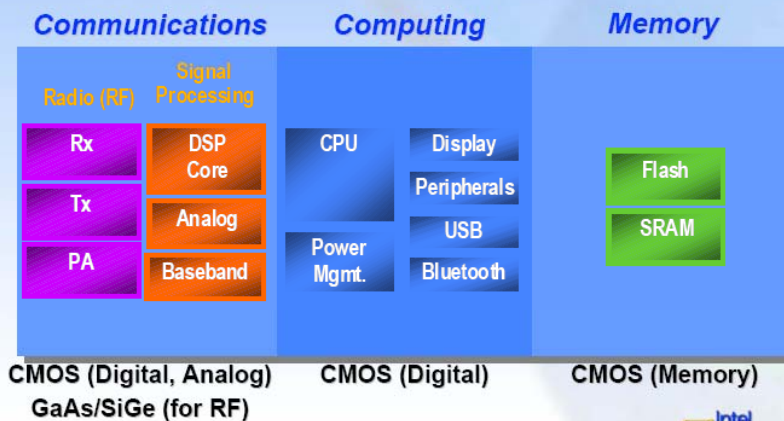 Communications
Computing
Memory
Radio (RF)
Signal
Processing
Rx
Tx
PA
DSP
Core
Analog
Baseband
CPU
Power
Mgmt.
Display
Peripherals
USB
Bluetooth
Flash
SRAM
CMOS (Digital, Analog)
GaAs/SiGe (for RF)
CMOS (Digital)
CMOS (Memory)
Intel